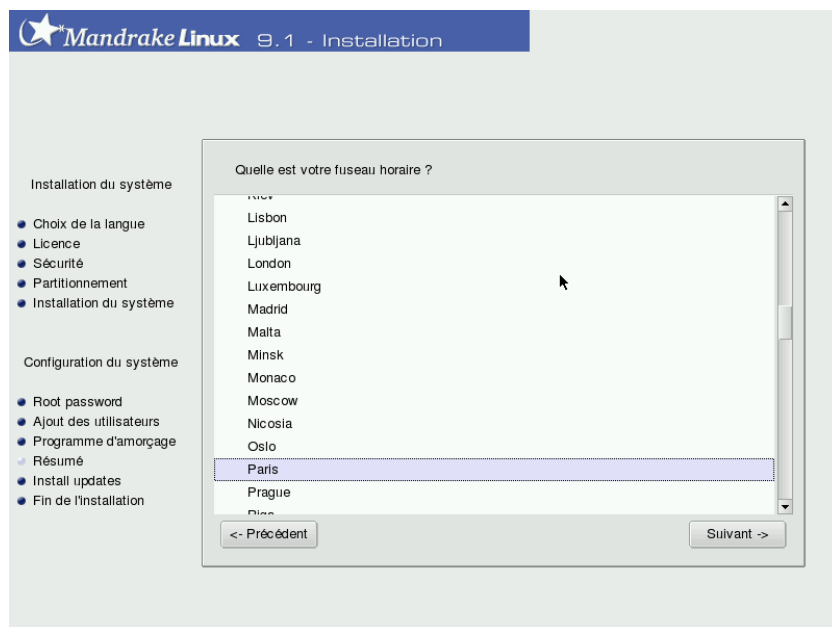 Mandrake Linux 9.1 - Installation
Installation du système
Choix de la langue
Licence
Sécurité
Partitionnement
Installation du système
Configuration du système
Root password
Ajout des utilisateurs
Programme d'amorçage
Résumé
Install updates
Fin de l'installation
Quelle est votre fuseau horaire ?
Kiev
Lisbon
Ljubljana
London
Luxembourg
Madrid
Malta
Minsk
Monaco
Moscow
Nicosia
Oslo
Paris
Prague
Riga
<- Précédent
Suivant ->